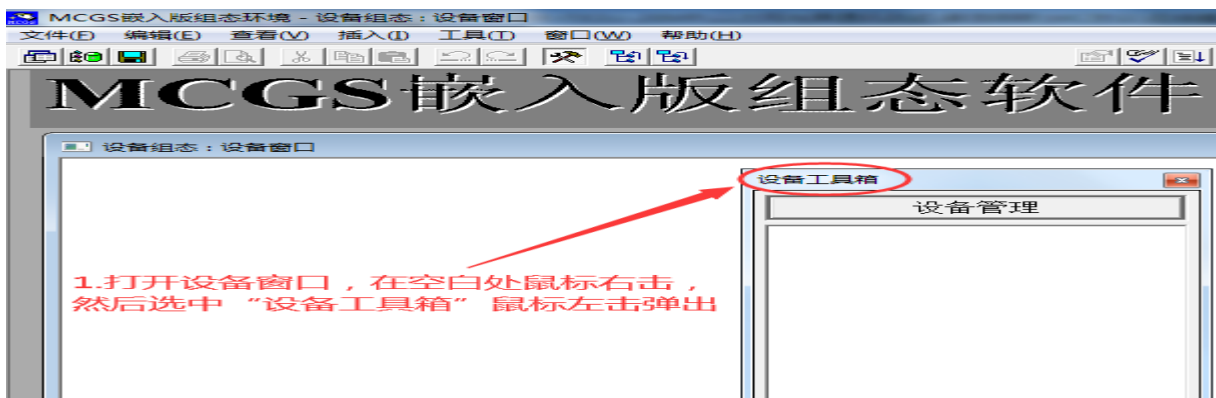 MCGS嵌入版组态环境 - 设备组态 : 设备窗口
文件(F) 编辑(E) 查看(V) 插入(I) 工具(T) 窗口(W) 帮助(H)
MCGS嵌入版组态软件
设备组态 : 设备窗口
设备工具箱
设备管理
1.打开设备窗口，在空白处鼠标右击，
然后选中“设备工具箱”鼠标左击弹出